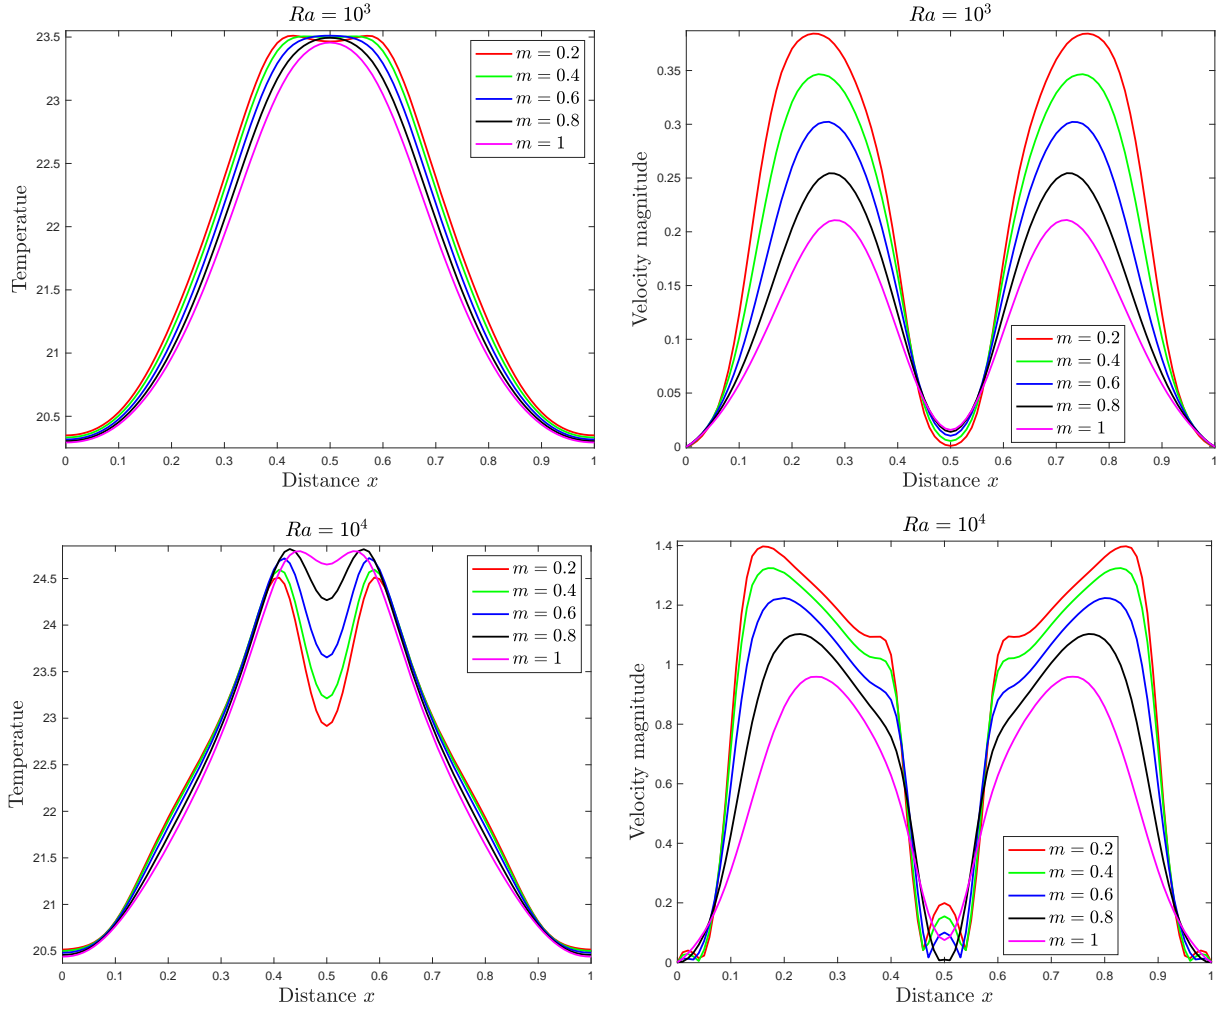 Ra = 10³
23.5
23
22.5
22
21.5
21
20.5
0 0.1 0.2 0.3 0.4 0.5 0.6 0.7 0.8 0.9 1
Temperatue
Distance x
m = 0.2
m = 0.4
m = 0.6
m = 0.8
m = 1
Ra = 10³
0.35
0.3
0.25
0.2
0.15
0.1
0.05
0
0 0.1 0.2 0.3 0.4 0.5 0.6 0.7 0.8 0.9 1
Velocity magnitude
Distance x
m = 0.2
m = 0.4
m = 0.6
m = 0.8
m = 1
Ra = 10⁴
24.5
24
23.5
23
22.5
22
21.5
21
20.5
0 0.1 0.2 0.3 0.4 0.5 0.6 0.7 0.8 0.9 1
Temperatue
Distance x
m = 0.2
m = 0.4
m = 0.6
m = 0.8
m = 1
Ra = 10⁴
1.4
1.2
1
0.8
0.6
0.4
0.2
0
0 0.1 0.2 0.3 0.4 0.5 0.6 0.7 0.8 0.9 1
Velocity magnitude
Distance x
m = 0.2
m = 0.4
m = 0.6
m = 0.8
m = 1